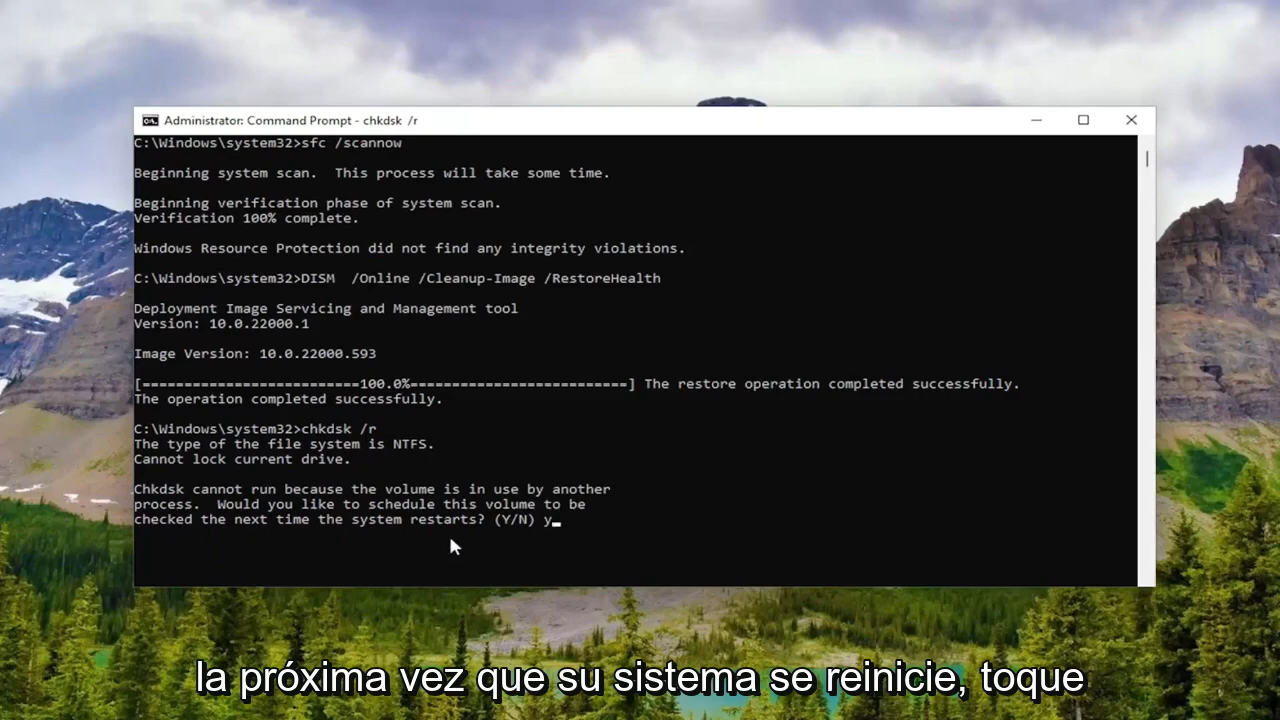 Administrator: Command Prompt - chkdsk /r
C:\Windows\system32>sfc /scannow
Beginning system scan.  This process will take some time.
Beginning verification phase of system scan.
Verification 100% complete.
Windows Resource Protection did not find any integrity violations.
C:\Windows\system32>DISM  /Online /Cleanup-Image /RestoreHealth
Deployment Image Servicing and Management tool
Version: 10.0.22000.1
Image Version: 10.0.22000.593
[==========================100.0%==========================] The restore operation completed successfully.
The operation completed successfully.
C:\Windows\system32>chkdsk /r
The type of the file system is NTFS.
Cannot lock current drive.
Chkdsk cannot run because the volume is in use by another
process.  Would you like to schedule this volume to be
checked the next time the system restarts? (Y/N) y
la próxima vez que su sistema se reinicie, toque